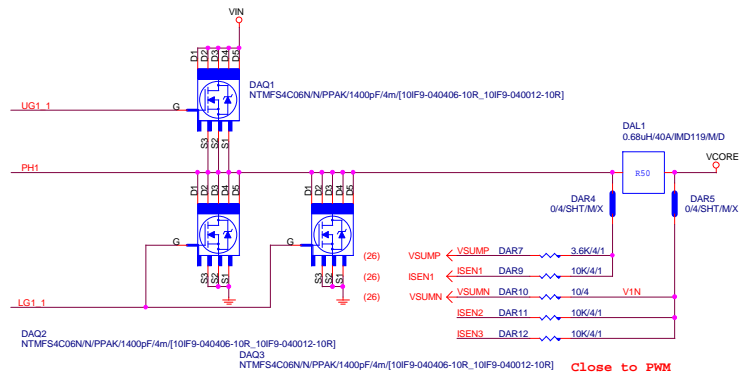 VIN
D1 D2 D3 D4 D5
DAQ1
NTMFS4C06N/N/PPAK/1400pF/4m/[10IF9-040406-10R_10IF9-040012-10R]
UG1_1
G
S3 S2 S1
DAL1
0.68uH/40A/IMD119/M/D
PH1
VCORE
D1 D2 D3 D4 D5
D1 D2 D3 D4 D5
R50
DAR4
0/4/SHT/M/X
DAR5
0/4/SHT/M/X
G
G
(26) VSUMP VSUMP DAR7 3.6K/4/1
S3 S2 S1
S3 S2 S1
(26) ISEN1 ISEN1 DAR9 10K/4/1
(26) VSUMN VSUMN DAR10 10/4 V1N
LG1_1
ISEN2 DAR11 10K/4/1
ISEN3 DAR12 10K/4/1
DAQ2
NTMFS4C06N/N/PPAK/1400pF/4m/[10IF9-040406-10R_10IF9-040012-10R]
DAQ3
NTMFS4C06N/N/PPAK/1400pF/4m/[10IF9-040406-10R_10IF9-040012-10R]
Close to PWM